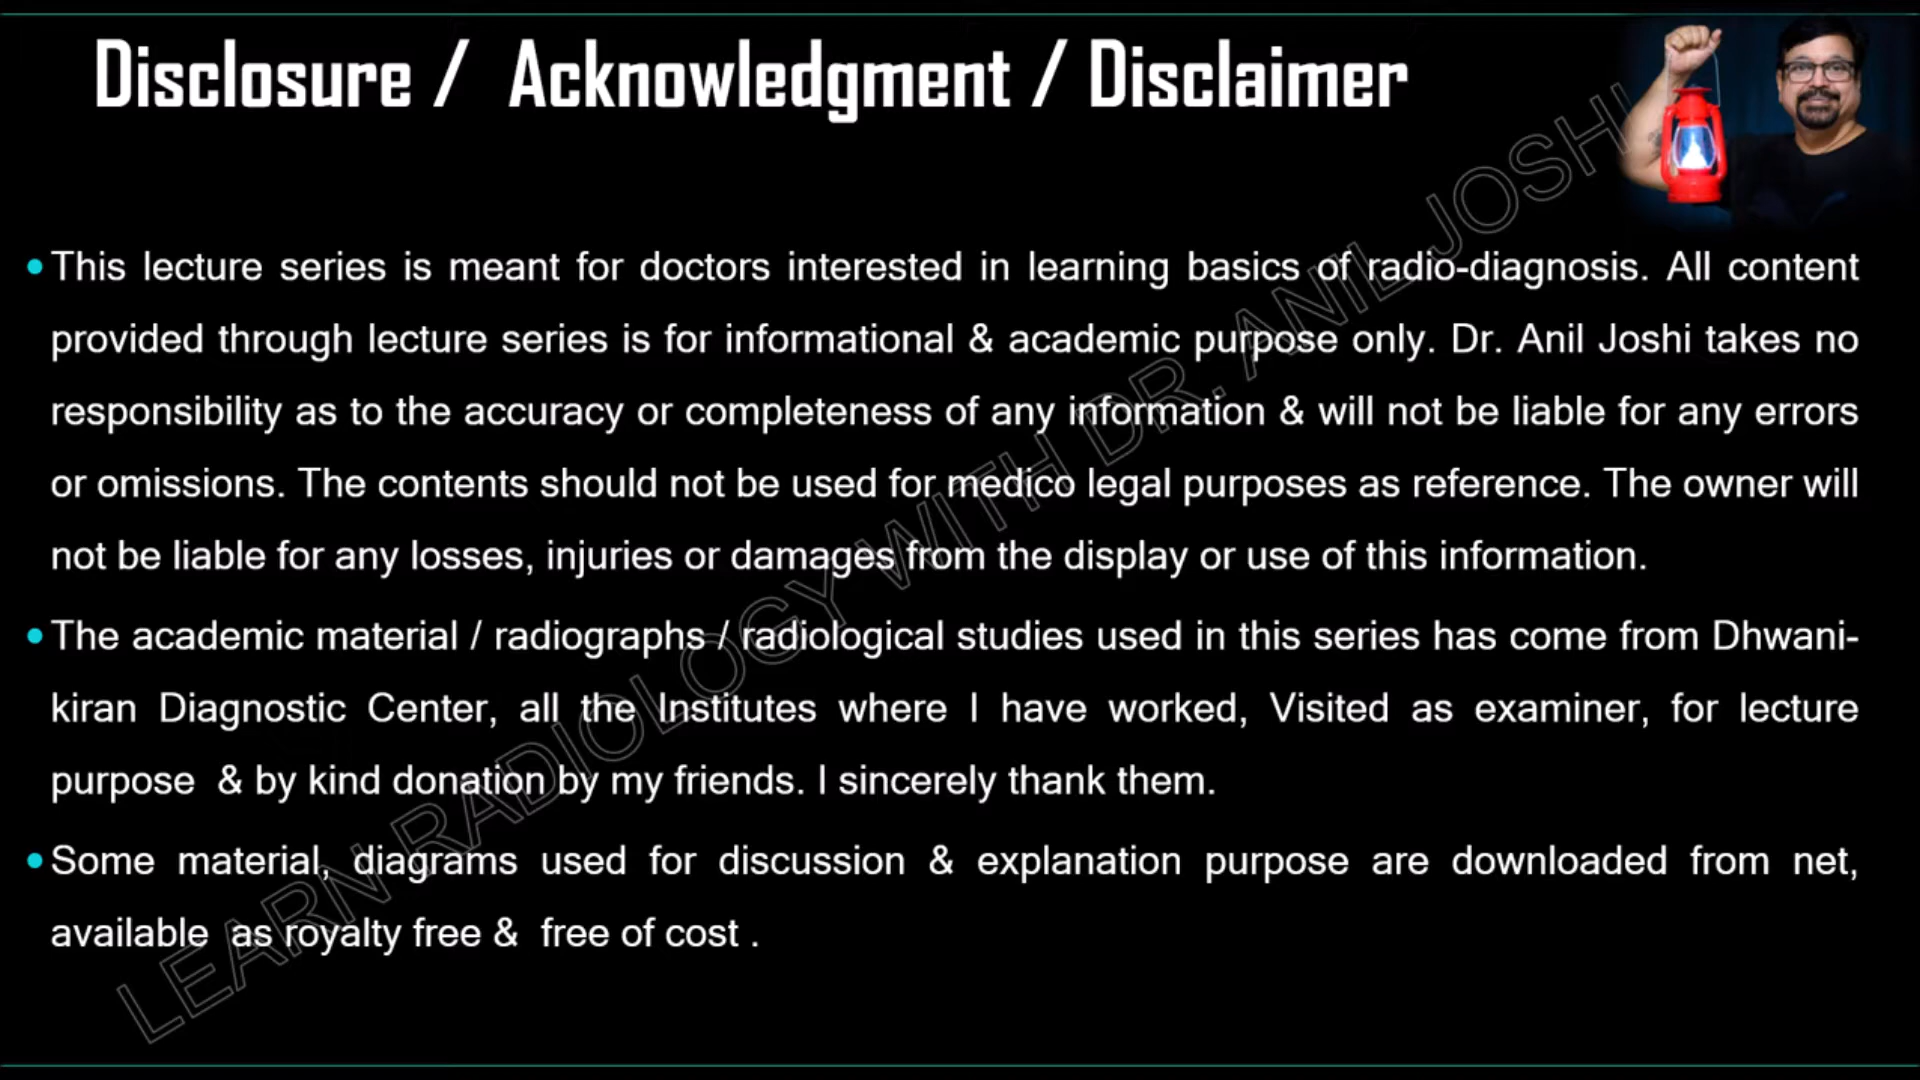 Disclosure / Acknowledgment / Disclaimer
• This lecture series is meant for doctors interested in learning basics of radio-diagnosis. All content
provided through lecture series is for informational & academic purpose only. Dr. Anil Joshi takes no
responsibility as to the accuracy or completeness of any information & will not be liable for any errors
or omissions. The contents should not be used for medico legal purposes as reference. The owner will
not be liable for any losses, injuries or damages from the display or use of this information.
• The academic material / radiographs / radiological studies used in this series has come from Dhwani-
kiran Diagnostic Center, all the Institutes where I have worked, Visited as examiner, for lecture
purpose & by kind donation by my friends. I sincerely thank them.
• Some material, diagrams used for discussion & explanation purpose are downloaded from net,
available as royalty free & free of cost .
LEARN RADIOLOGY WITH DR. ANIL JOSHI